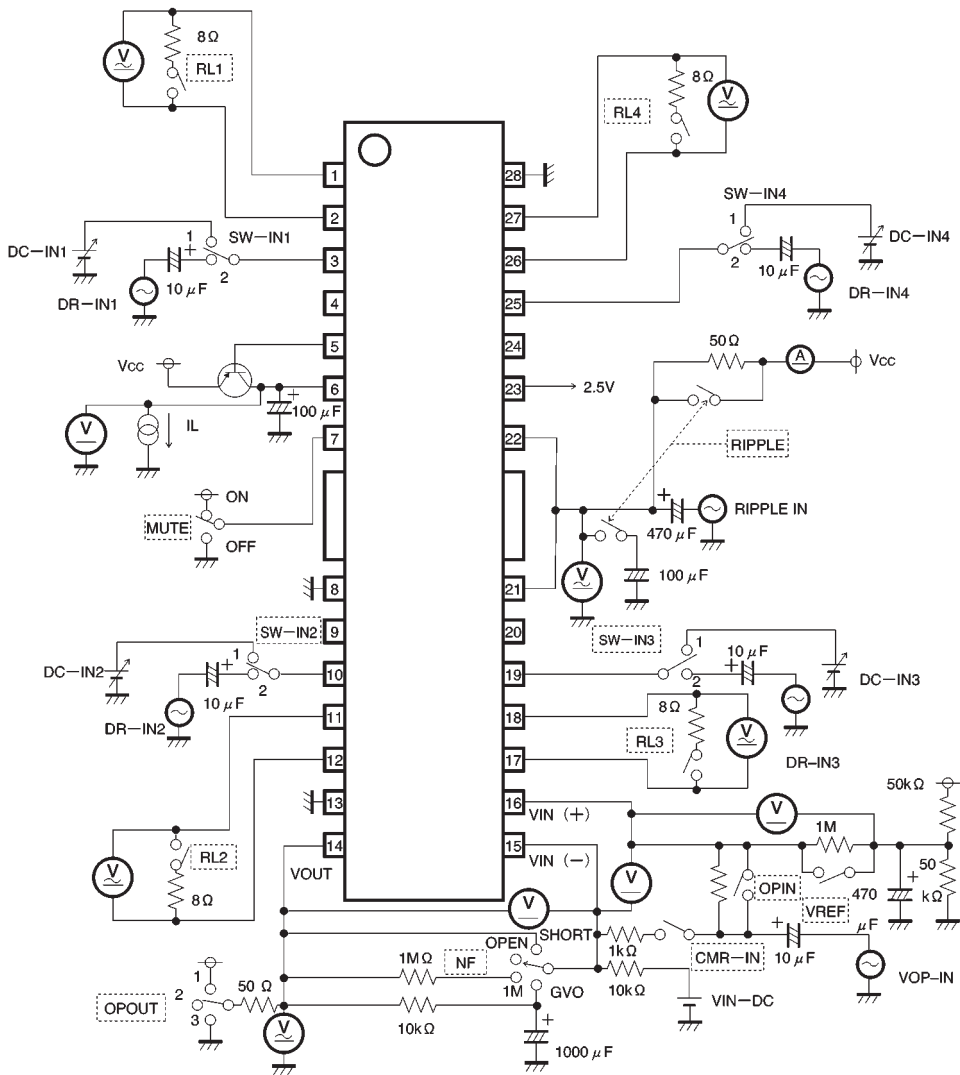 8Ω
V
RL1
8Ω
V
RL4
1
28
2
27
SW-IN4
1
2
DC-IN4
10 μF
DR-IN4
1
SW-IN1
DC-IN1
+
2
10 μF
DR-IN1
3
26
4
25
5
24
50Ω
A
Vcc
Vcc
6
23
2.5V
+
100 μF
V
IL
7
22
RIPPLE
ON
MUTE
OFF
+
470 μF
RIPPLE IN
V
100 μF
8
21
SW-IN2
9
20
SW-IN3
1
2
10 μF
+
DC-IN3
DC-IN2
1
+
2
10 μF
DR-IN2
10
19
11
18
8Ω
RL3
V
DR-IN3
12
17
13
16
VIN (+)
V
50kΩ
1M
14
15
VOUT
VIN (-)
V
RL2
8Ω
V
OPIN
VREF
470
μF
+
50
kΩ
V
SHORT
OPEN
1kΩ
CMR-IN
+
10 μF
VOP-IN
1MΩ
NF
1M
GVO
10kΩ
VIN-DC
1
2
3
OPOUT
50 Ω
10kΩ
V
+
1000 μF